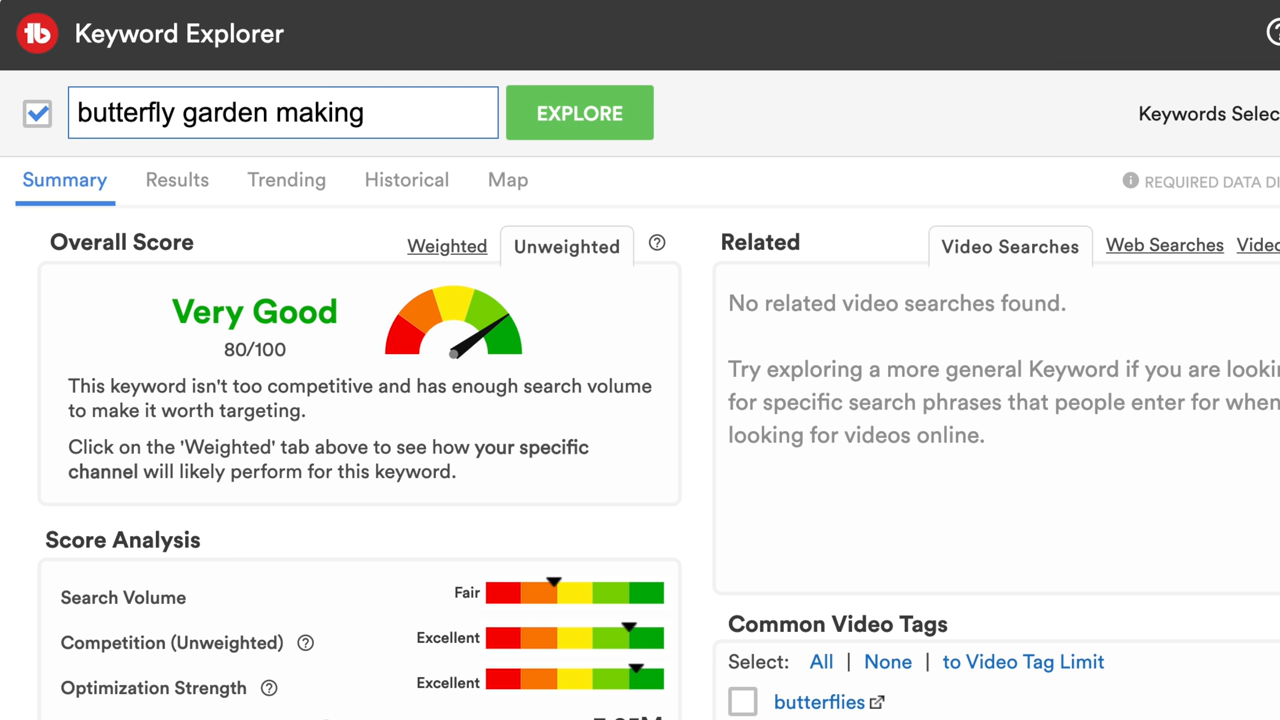 tb Keyword Explorer
butterfly garden making
EXPLORE
Keywords Selec
Summary
Results
Trending
Historical
Map
REQUIRED DATA DI
Overall Score
Weighted
Unweighted
Very Good
80/100
This keyword isn't too competitive and has enough search volume
to make it worth targeting.
Click on the 'Weighted' tab above to see how your specific
channel will likely perform for this keyword.
Related
Video Searches
Web Searches
Video
No related video searches found.
Try exploring a more general Keyword if you are lookin
for specific search phrases that people enter for when
looking for videos online.
Score Analysis
Search Volume
Fair
Competition (Unweighted)
Excellent
Optimization Strength
Excellent
Common Video Tags
Select: All | None | to Video Tag Limit
butterflies